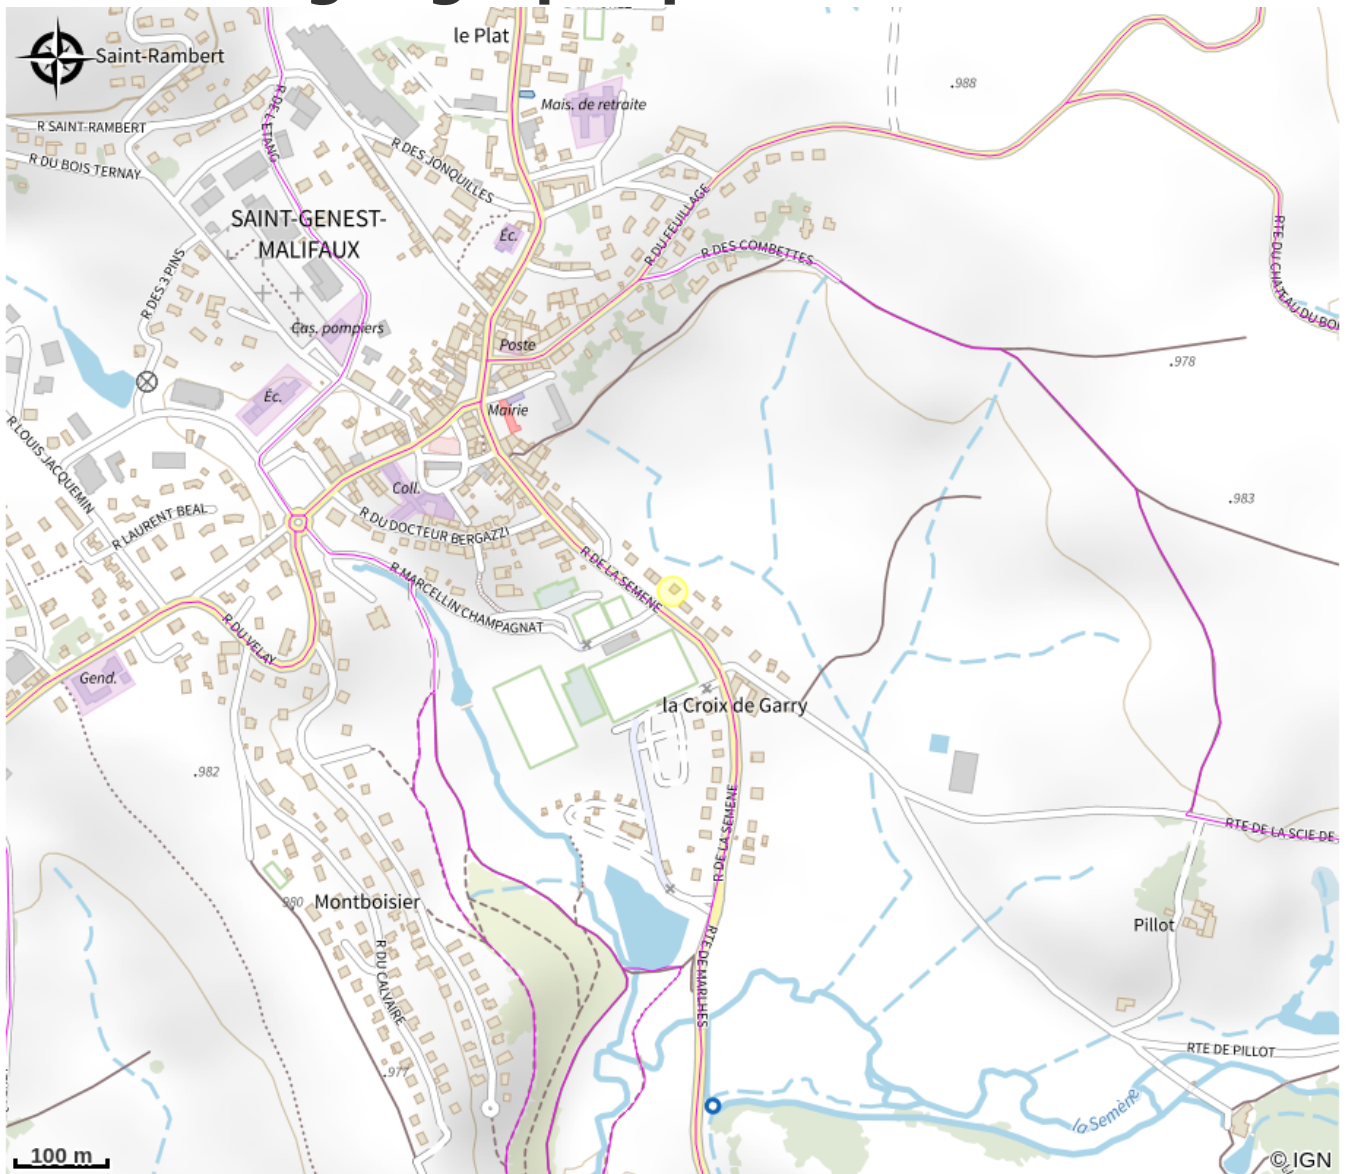 le Plat
Saint-Rambert
.988
Mais. de retraite
R DE L'ETANG
R SAINT-RAMBERT
R DES JONQUILLES
R DU BOIS TERNAY
SAINT-GENEST-
MALIFAUX
Éc.
R DU FEUILLAGE
R DES COMBETTES
RTE DU CHATEAU DU BOI
R DES 3 PINS
Cas. pompiers
Poste
.978
Éc.
Mairie
R LOUIS JACQUEMIN
Coll.
.983
R LAURENT BEAL
R DU DOCTEUR BERGAZZI
R DE LA SEMENE
R MARCELLIN CHAMPAGNAT
R DU VELAY
Gend.
la Croix de Garry
.982
R DE LA SEMENE
RTE DE LA SCIE DE
980
Montboisier
Pillot
R DU CALVAIRE
RTE DE MARLHES
RTE DE PILLOT
.977
la Semène
100 m
© IGN